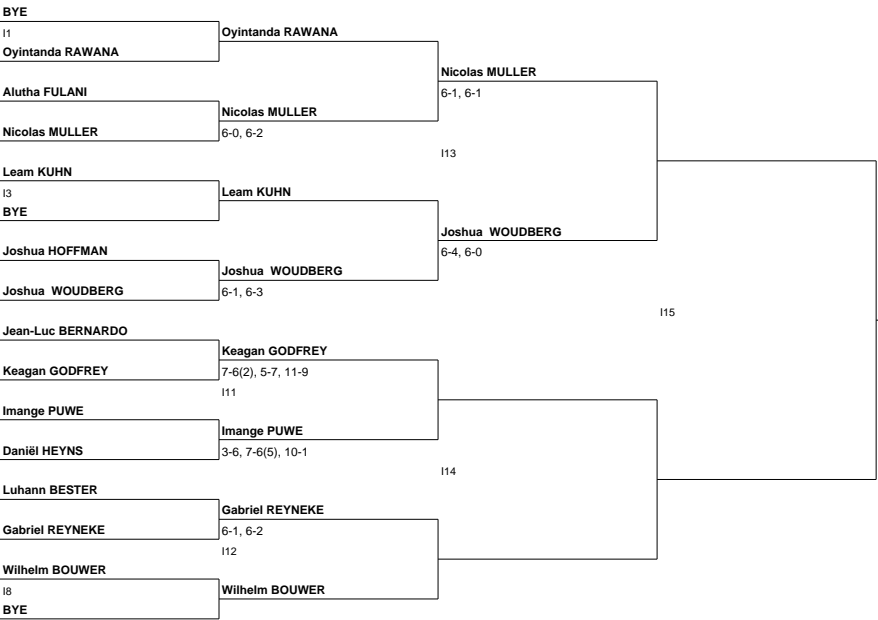 BYE
I1
Oyintanda RAWANA
Oyintanda RAWANA
Alutha FULANI
Nicolas MULLER
Nicolas MULLER
6-0, 6-2
Nicolas MULLER
6-1, 6-1
I13
Leam KUHN
I3
BYE
Leam KUHN
Joshua HOFFMAN
Joshua  WOUDBERG
Joshua  WOUDBERG
6-1, 6-3
Joshua  WOUDBERG
6-4, 6-0
I15
Jean-Luc BERNARDO
Keagan GODFREY
Keagan GODFREY
7-6(2), 5-7, 11-9
I11
Imange PUWE
Daniël HEYNS
Imange PUWE
3-6, 7-6(5), 10-1
I14
Luhann BESTER
Gabriel REYNEKE
Gabriel REYNEKE
6-1, 6-2
I12
Wilhelm BOUWER
I8
BYE
Wilhelm BOUWER